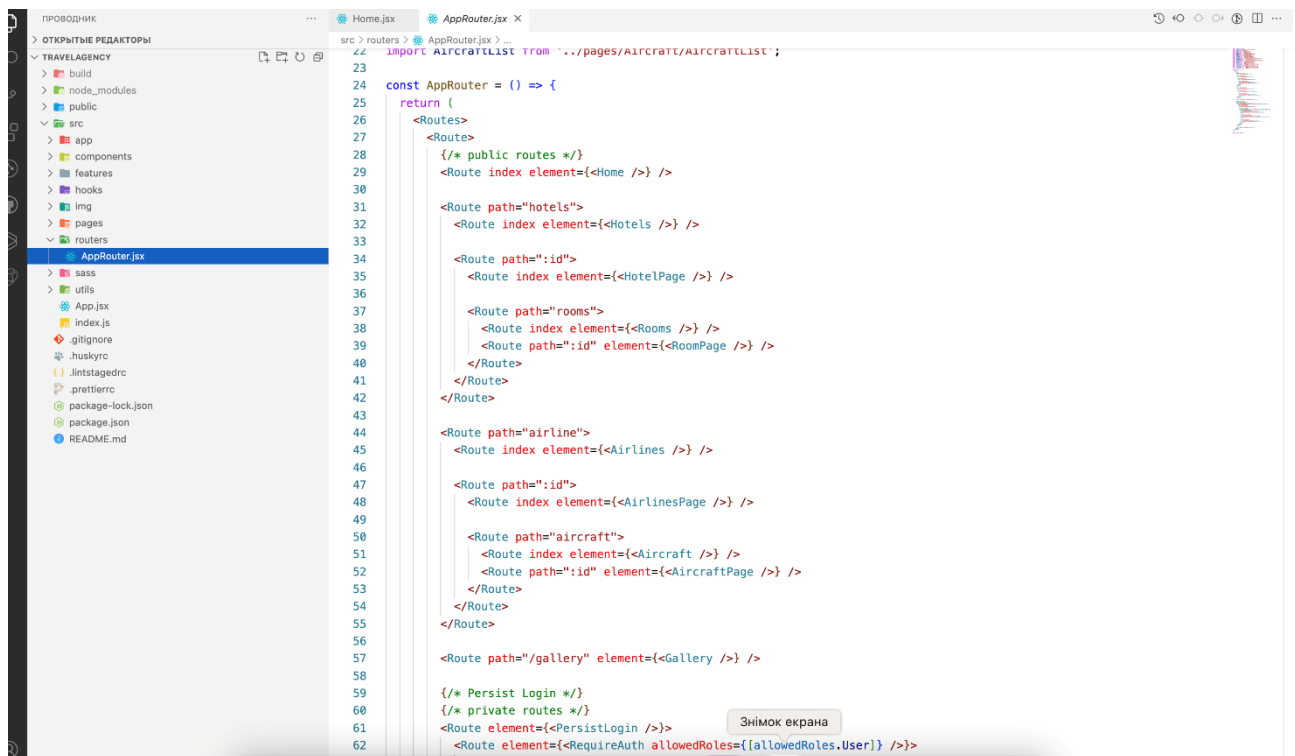 ПРОВОДНИК
...
Home.jsx
AppRouter.jsx
...
> ОТКРЫТЫЕ РЕДАКТОРЫ
src > routers > AppRouter.jsx > ...
TRAVELAGENCY
build
node_modules
public
src
app
components
features
hooks
img
pages
routers
AppRouter.jsx
sass
utils
App.jsx
index.js
.gitignore
.huskyrc
.lintstagedrc
.prettierrc
package-lock.json
package.json
README.md
22 import AircraftList from '../pages/Aircraft/AircraftList';
23
24 const AppRouter = () => {
25 return (
26 <Routes>
27 <Route>
28 {/* public routes */}
29 <Route index element={<Home />} />
30
31 <Route path="hotels">
32 <Route index element={<Hotels />} />
33
34 <Route path=":id">
35 <Route index element={<HotelPage />} />
36
37 <Route path="rooms">
38 <Route index element={<Rooms />} />
39 <Route path=":id" element={<RoomPage />} />
40 </Route>
41 </Route>
42 </Route>
43
44 <Route path="airline">
45 <Route index element={<Airlines />} />
46
47 <Route path=":id">
48 <Route index element={<AirlinesPage />} />
49
50 <Route path="aircraft">
51 <Route index element={<Aircraft />} />
52 <Route path=":id" element={<AircraftPage />} />
53 </Route>
54 </Route>
55 </Route>
56
57 <Route path="/gallery" element={<Gallery />} />
58
59 {/* Persist Login */}
60 {/* private routes */}
61 <Route element={<PersistLogin />}>
Знімок екрана
62 <Route element={<RequireAuth allowedRoles={[allowedRoles.User]} />}>